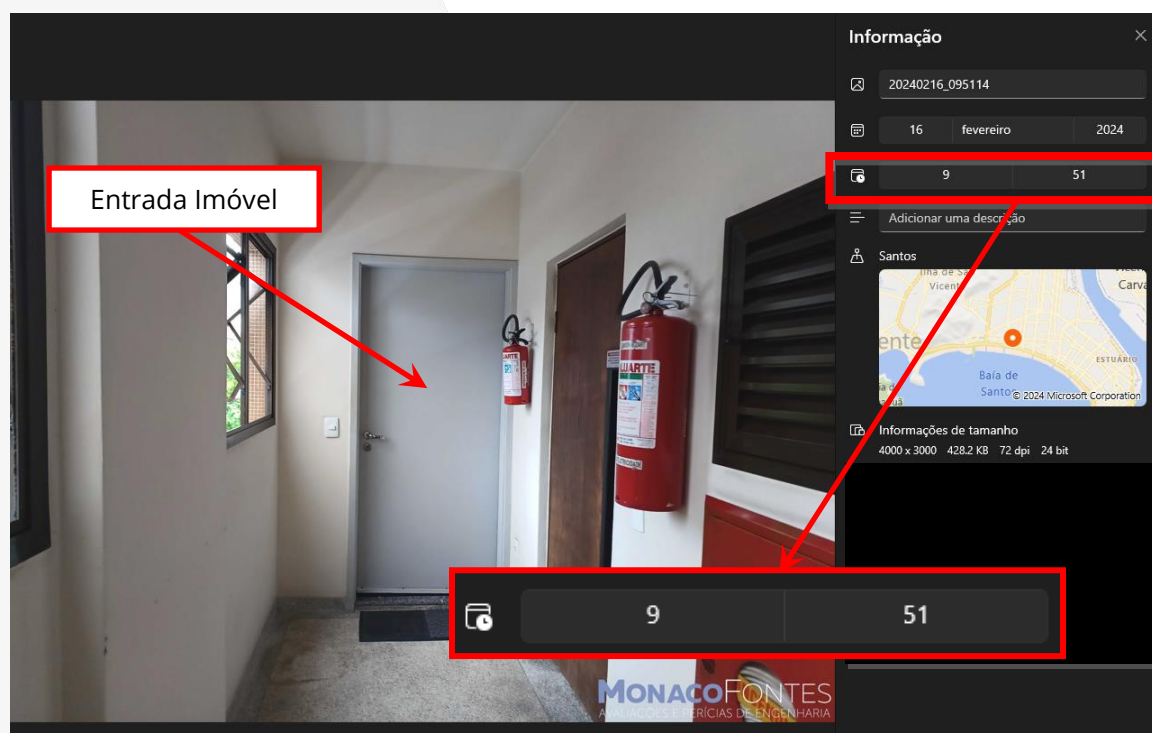 Informação
20240216_095114
16 fevereiro 2024
9 51
Adicionar uma descrição
Santos
Vicente
ente
Baía de
Santos
ESTUÁRIO
© 2024 Microsoft Corporation
Informações de tamanho
4000 x 3000 428.2 KB 72 dpi 24 bit
Entrada Imóvel
9 51
MONACOFONTES
AVALIAÇÕES E PERÍCIAS DE ENGENHARIA